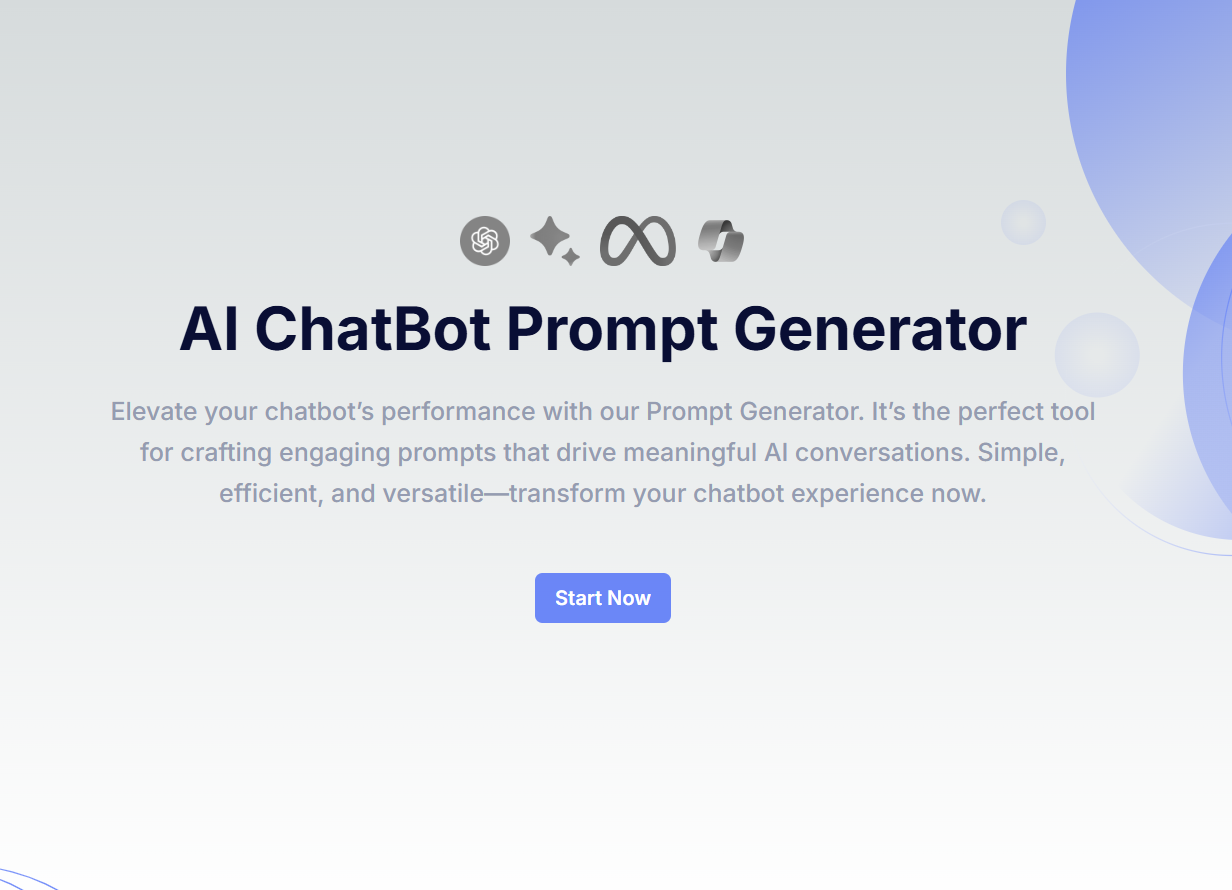 AI ChatBot Prompt Generator
Elevate your chatbot’s performance with our Prompt Generator. It’s the perfect tool
for crafting engaging prompts that drive meaningful AI conversations. Simple,
efficient, and versatile—transform your chatbot experience now.
Start Now